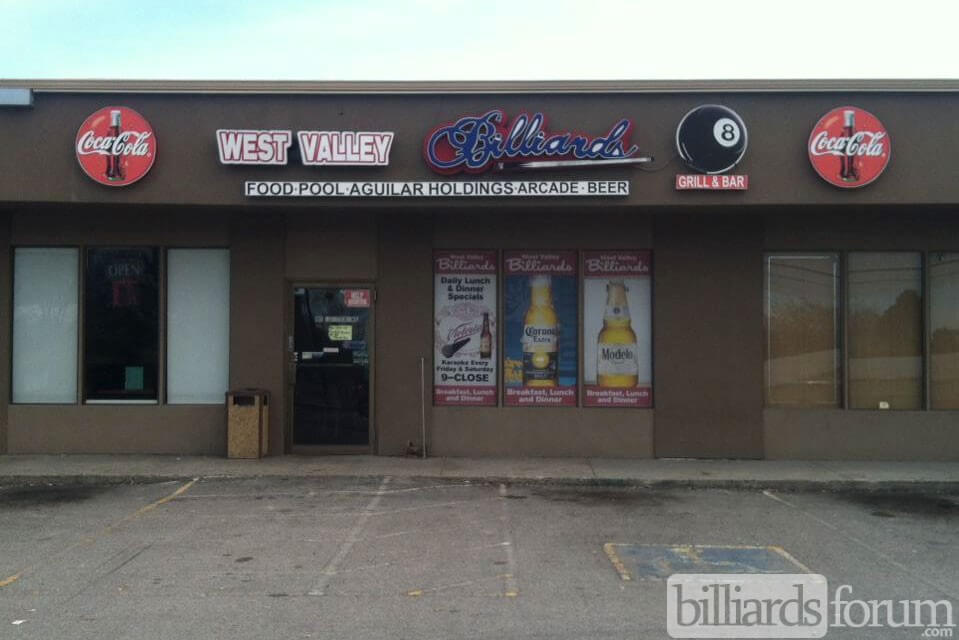 Coca-Cola
WEST VALLEY
Billiards
8
GRILL & BAR
Coca-Cola
FOOD·POOL·AGUILAR HOLDINGS·ARCADE·BEER
OPEN
West Valley
Billiards
Daily Lunch
& Dinner
Specials
Victoria
Karaoke Every
Friday & Saturday
9-CLOSE
Breakfast, Lunch
and Dinner
West Valley
Billiards
Corona
Extra
Breakfast, Lunch
and Dinner
West Valley
Billiards
Modelo
Breakfast, Lunch
and Dinner
billiardsforum
.com